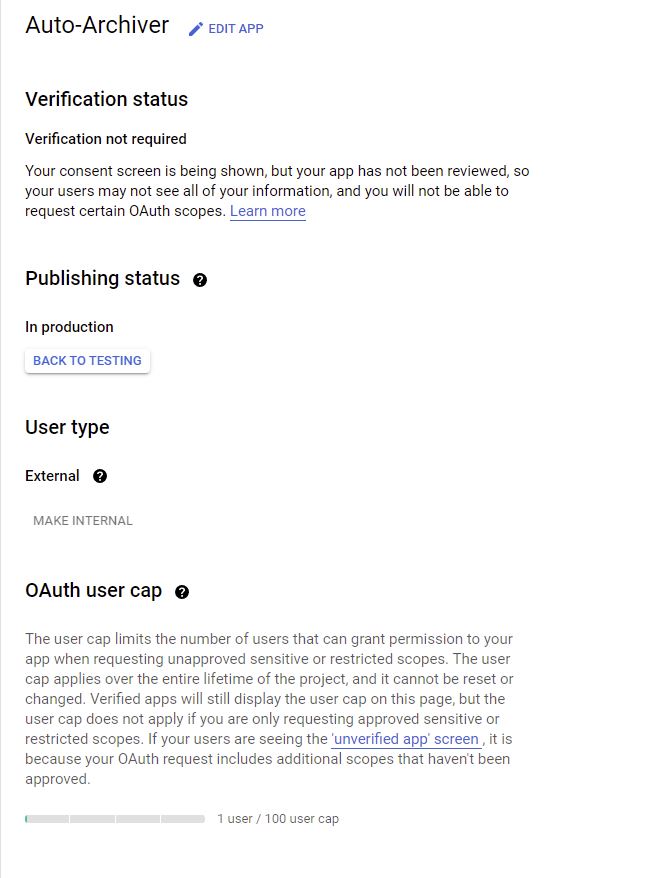 Auto-Archiver EDIT APP
Verification status
Verification not required
Your consent screen is being shown, but your app has not been reviewed, so
your users may not see all of your information, and you will not be able to
request certain OAuth scopes. Learn more
Publishing status
In production
BACK TO TESTING
User type
External
MAKE INTERNAL
OAuth user cap
The user cap limits the number of users that can grant permission to your
app when requesting unapproved sensitive or restricted scopes. The user
cap applies over the entire lifetime of the project, and it cannot be reset or
changed. Verified apps will still display the user cap on this page, but the
user cap does not apply if you are only requesting approved sensitive or
restricted scopes. If your users are seeing the 'unverified app' screen , it is
because your OAuth request includes additional scopes that haven't been
approved.
1 user / 100 user cap